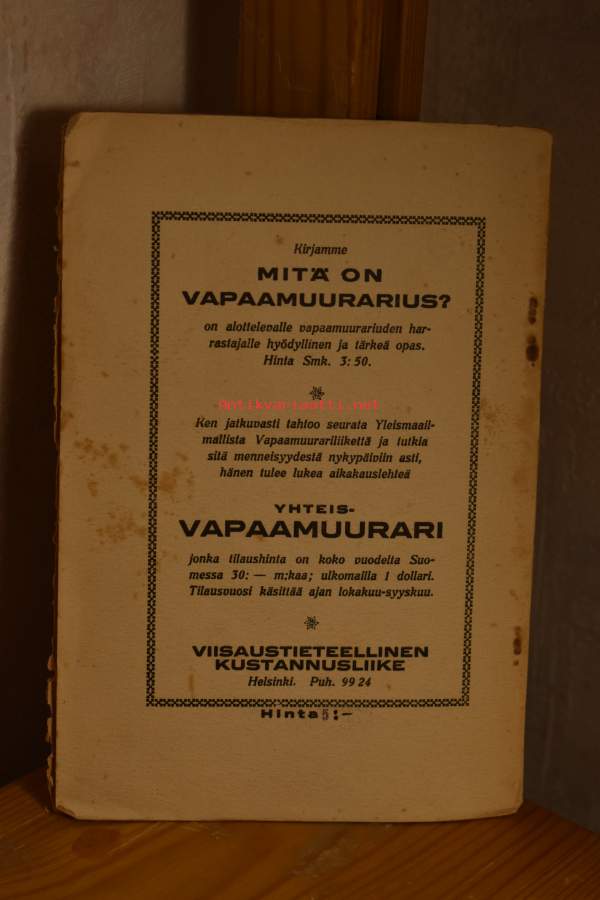 Kirjamme
MITÄ ON
VAPAAMUURARIUS?
on alottelevalle vapaamuurariuden har-
rastajalle hyödyllinen ja tärkeä opas.
Hinta Smk. 3:50.
Antikvariaatti.net
Ken jatkuvasti tahtoo seurata Yleismaail-
mallista Vapaamuurariliikettä ja tutkia
sitä menneisyydestä nykypäiviin asti,
hänen tulee lukea aikakauslehteä
YHTEIS-
VAPAAMUURARI
jonka tilaushinta on koko vuodelta Suo-
messa 30: — m:kaa; ulkomailla 1 dollari.
Tilausvuosi käsittää ajan lokakuu-syyskuu.
VIISAUSTIETEELLINEN
KUSTANNUSLIIKE
Helsinki. Puh. 99 24
Hinta 5:–